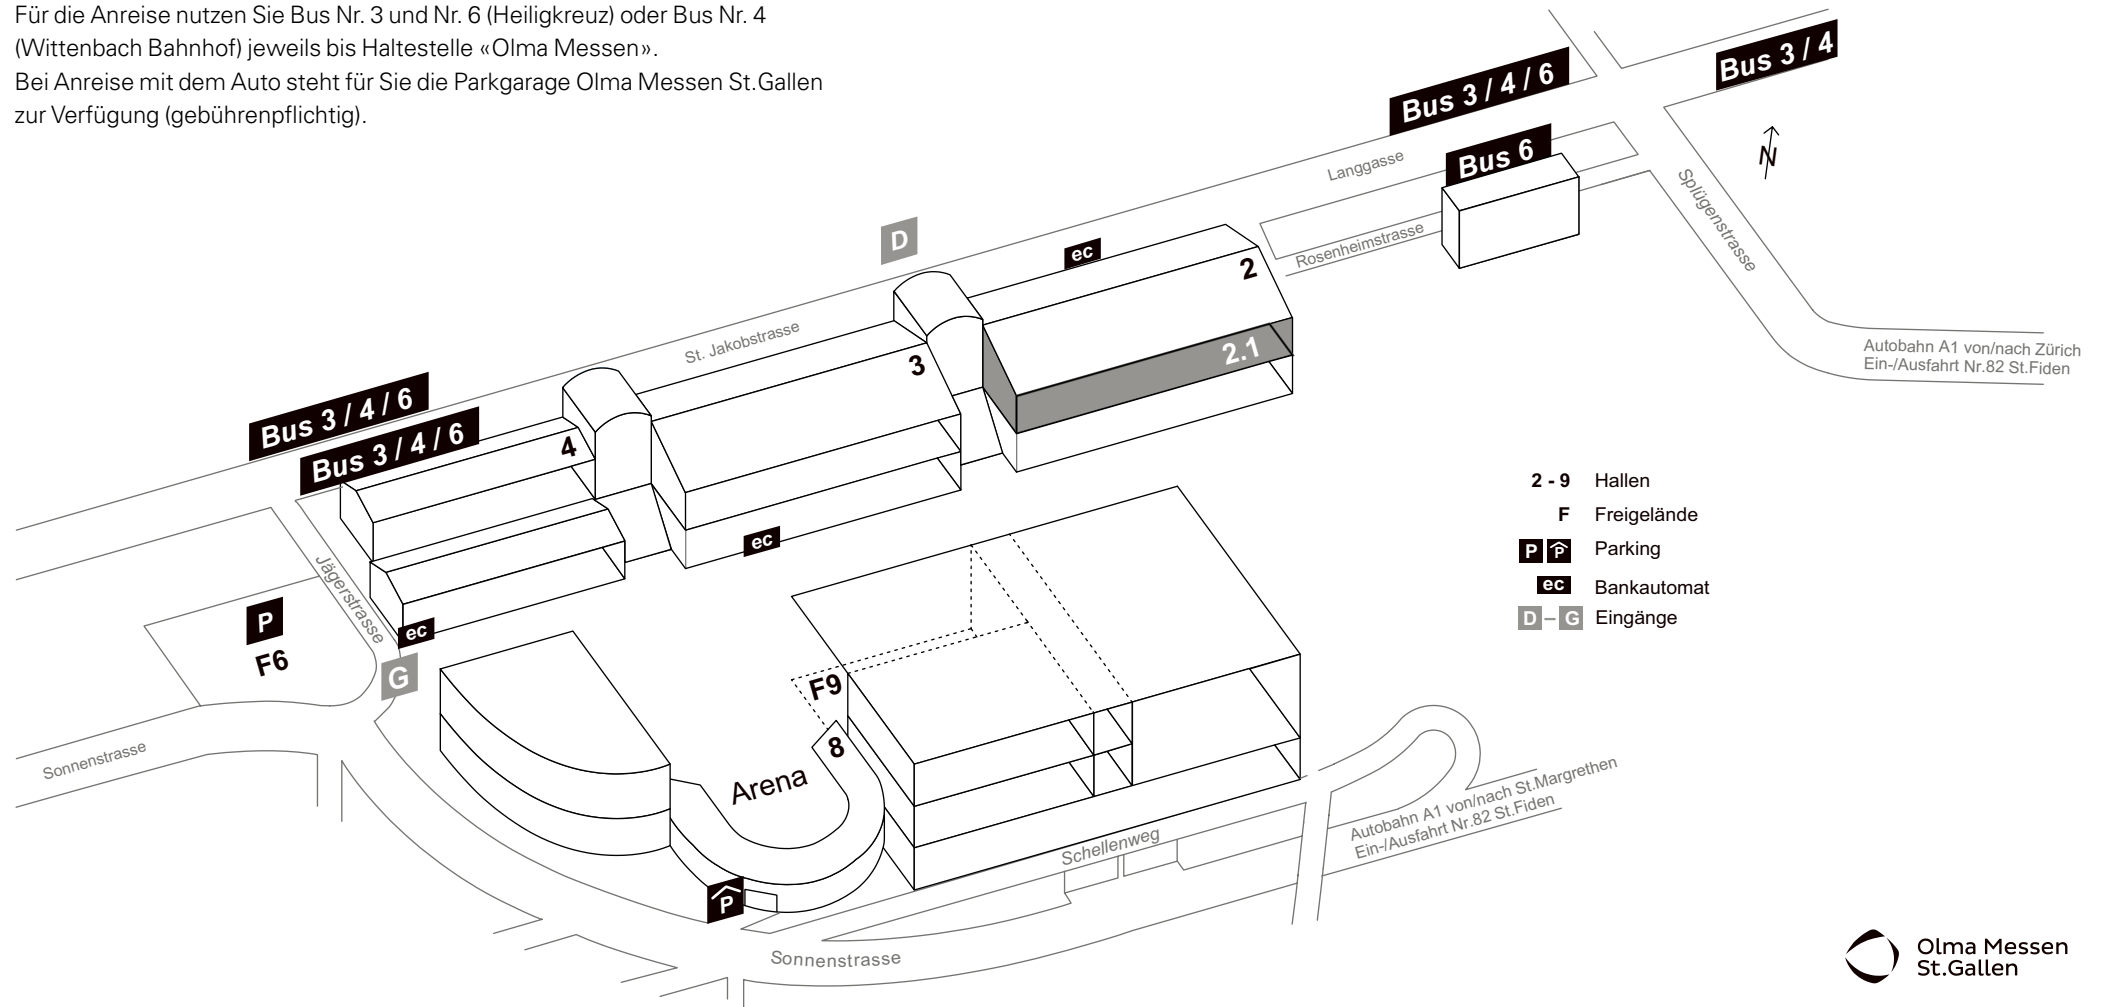 Für die Anreise nutzen Sie Bus Nr. 3 und Nr. 6 (Heiligkreuz) oder Bus Nr. 4
(Wittenbach Bahnhof) jeweils bis Haltestelle «Olma Messen».
Bei Anreise mit dem Auto steht für Sie die Parkgarage Olma Messen St.Gallen
zur Verfügung (gebührenpflichtig).
Bus 3 / 4
Bus 3 / 4 / 6
Bus 6
N
Langgasse
Splügenstrasse
Rosenheimstrasse
D
ec
2
2.1
St. Jakobstrasse
3
Autobahn A1 von/nach Zürich
Ein-/Ausfahrt Nr.82 St.Fiden
Bus 3 / 4 / 6
Bus 3 / 4 / 6
4
ec
Jägerstrasse
P
F6
ec
G
2 - 9 Hallen
F Freigelände
P P Parking
ec Bankautomat
D – G Eingänge
F9
8
Arena
Sonnenstrasse
Autobahn A1 von/nach St.Margrethen
Ein-/Ausfahrt Nr.82 St.Fiden
Schellenweg
P
Sonnenstrasse
Olma Messen
St.Gallen